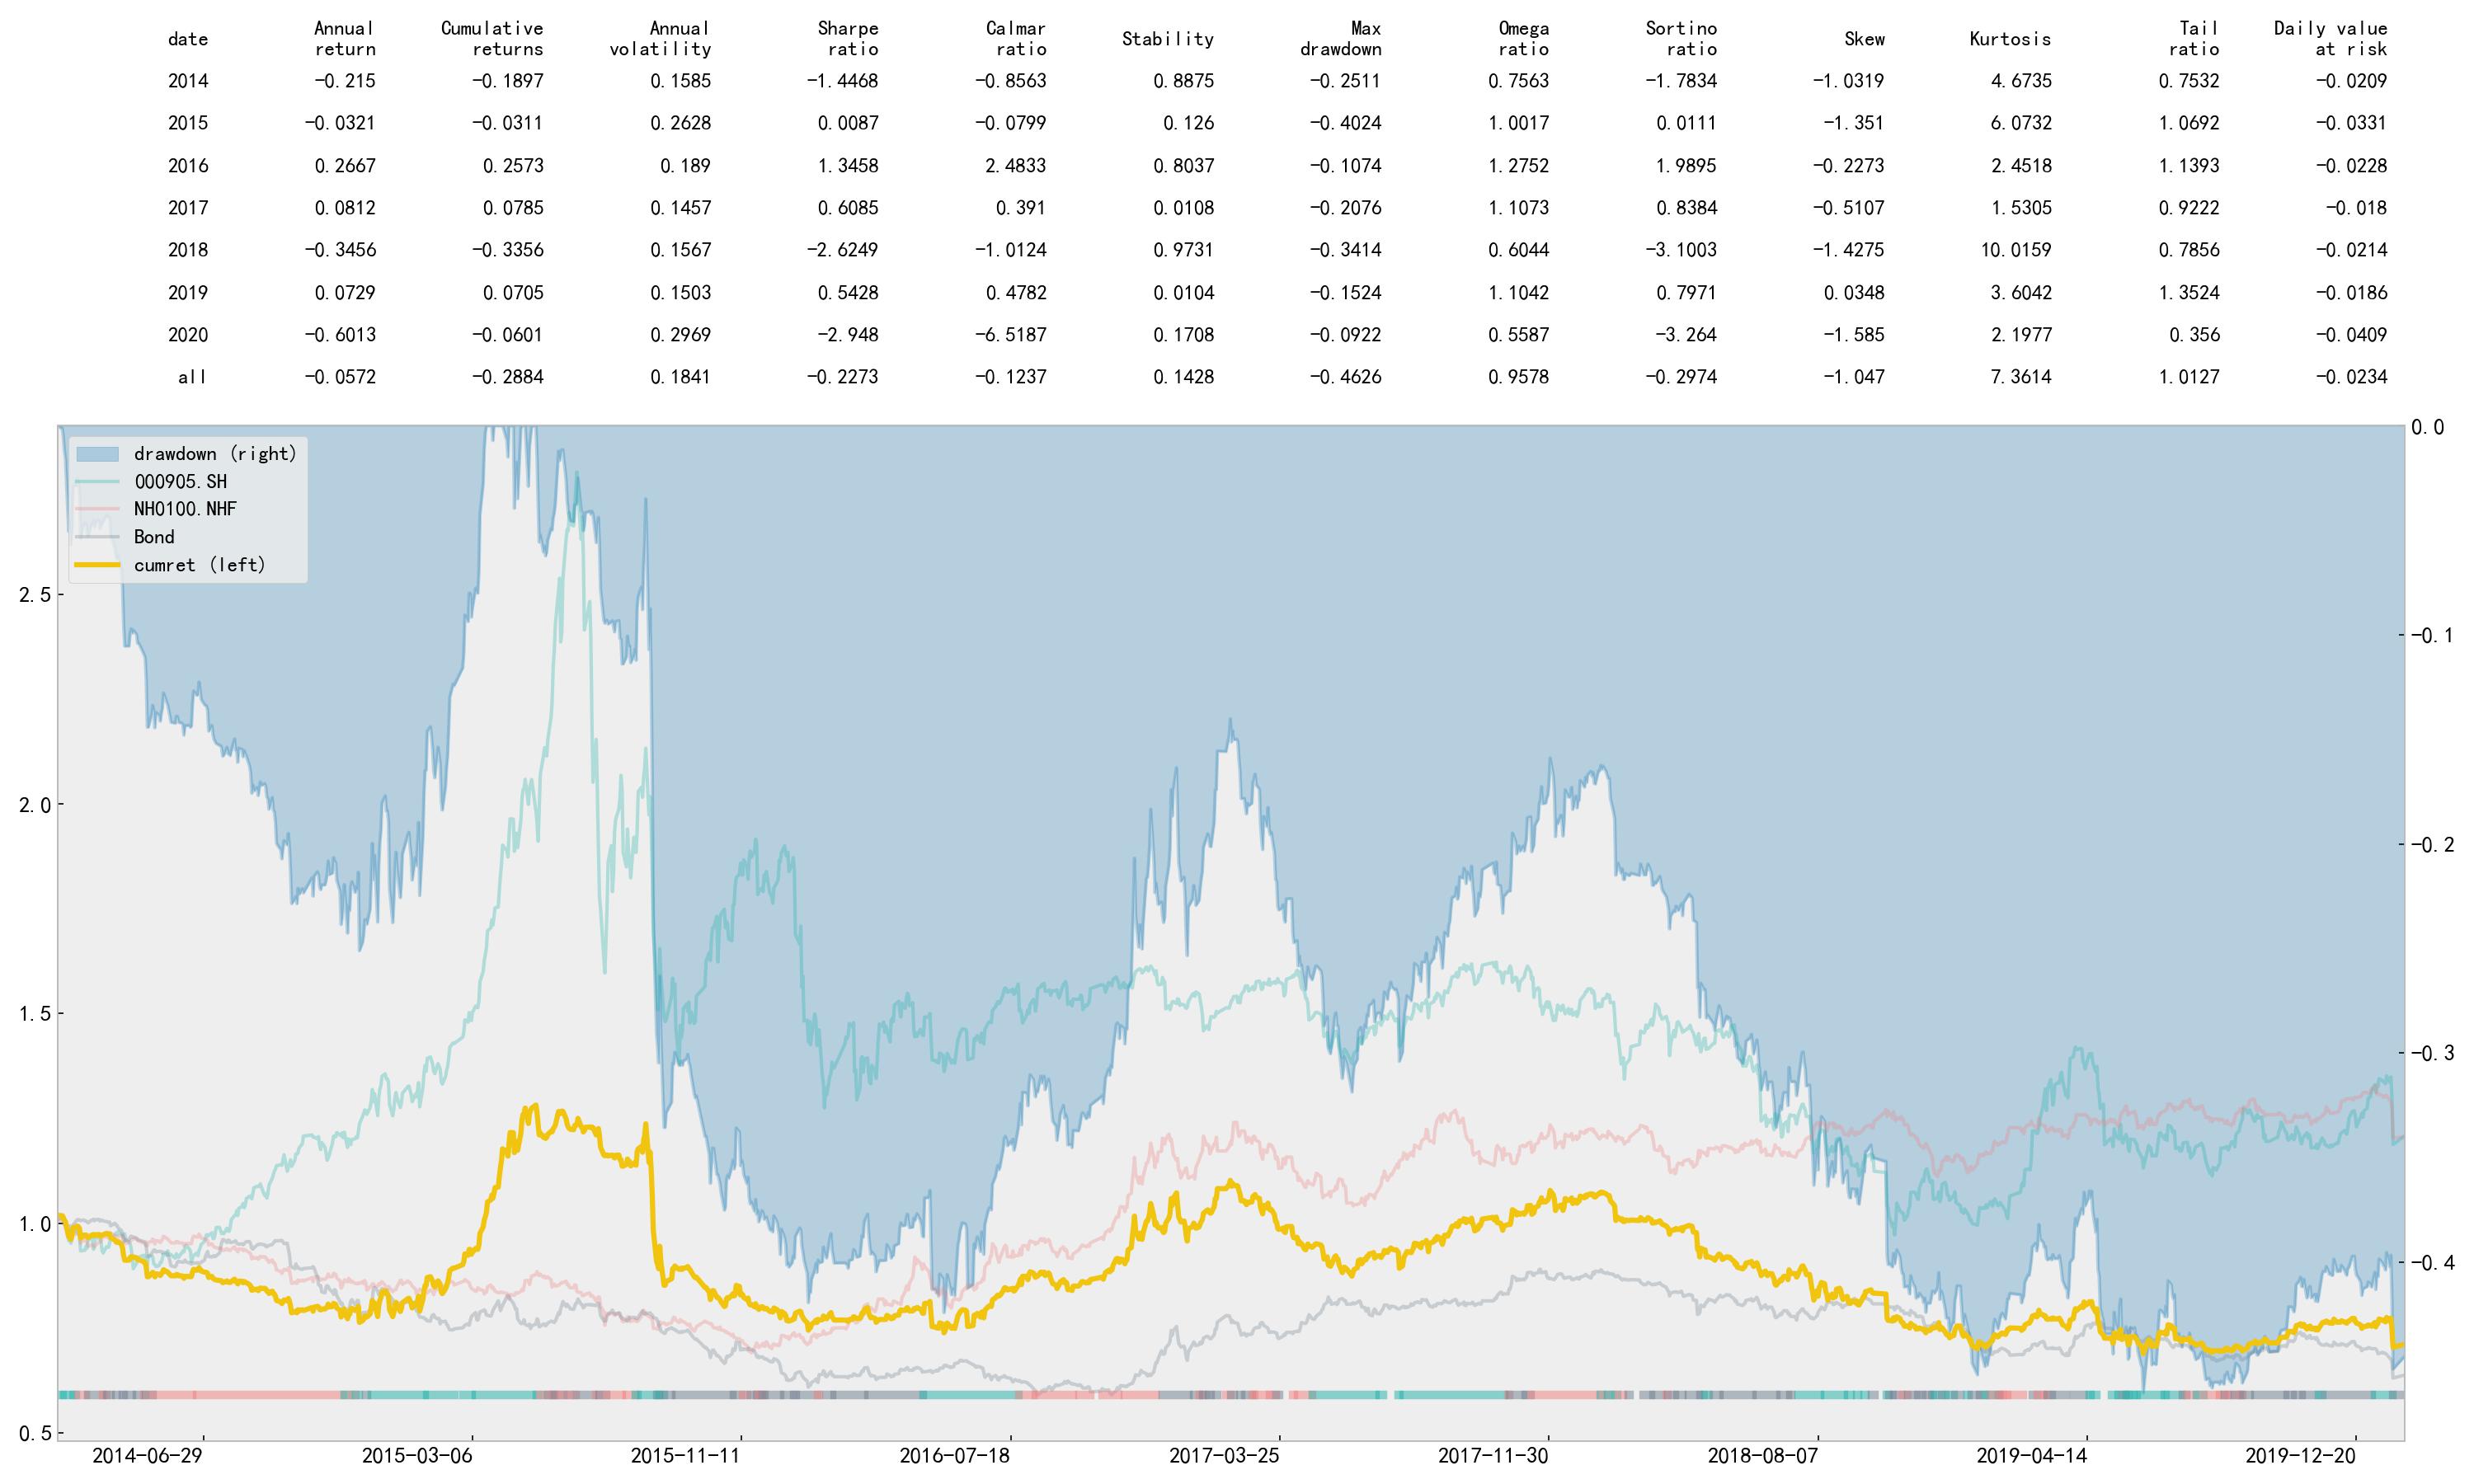 date Annual return Cumulative returns Annual volatility Sharpe ratio Calmar ratio Stability Max drawdown Omega ratio Sortino ratio Skew Kurtosis Tail ratio Daily value at risk
2014 −0.215 −0.1897 0.1585 −1.4468 −0.8563 0.8875 −0.2511 0.7563 −1.7834 −1.0319 4.6735 0.7532 −0.0209
2015 −0.0321 −0.0311 0.2628 0.0087 −0.0799 0.126 −0.4024 1.0017 0.0111 −1.351 6.0732 1.0692 −0.0331
2016 0.2667 0.2573 0.189 1.3458 2.4833 0.8037 −0.1074 1.2752 1.9895 −0.2273 2.4518 1.1393 −0.0228
2017 0.0812 0.0785 0.1457 0.6085 0.391 0.0108 −0.2076 1.1073 0.8384 −0.5107 1.5305 0.9222 −0.018
2018 −0.3456 −0.3356 0.1567 −2.6249 −1.0124 0.9731 −0.3414 0.6044 −3.1003 −1.4275 10.0159 0.7856 −0.0214
2019 0.0729 0.0705 0.1503 0.5428 0.4782 0.0104 −0.1524 1.1042 0.7971 0.0348 3.6042 1.3524 −0.0186
2020 −0.6013 −0.0601 0.2969 −2.948 −6.5187 0.1708 −0.0922 0.5587 −3.264 −1.585 2.1977 0.356 −0.0409
all −0.0572 −0.2884 0.1841 −0.2273 −0.1237 0.1428 −0.4626 0.9578 −0.2974 −1.047 7.3614 1.0127 −0.0234
drawdown (right)
000905.SH
NH0100.NHF
Bond
cumret (left)
2.5
2.0
1.5
1.0
0.5
0.0
−0.1
−0.2
−0.3
−0.4
2014-06-29 2015-03-06 2015-11-11 2016-07-18 2017-03-25 2017-11-30 2018-08-07 2019-04-14 2019-12-20